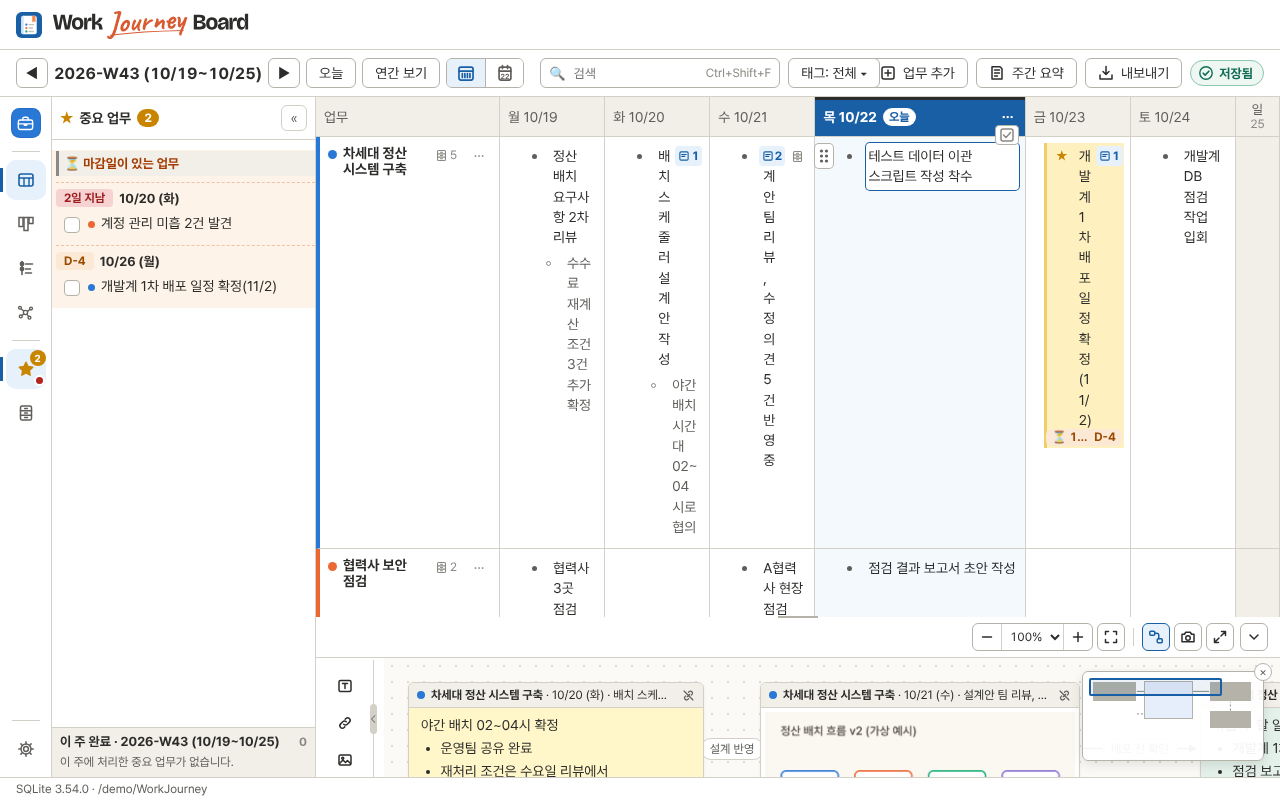 Work Journey Board
2026-W43 (10/19~10/25)
오늘
연간 보기
22
검색
Ctrl+Shift+F
태그: 전체
업무 추가
주간 요약
내보내기
저장됨
중요 업무 2
«
마감일이 있는 업무
2일 지남 10/20 (화)
계정 관리 미흡 2건 발견
D-4 10/26 (월)
개발계 1차 배포 일정 확정(11/2)
2
이 주 완료 · 2026-W43 (10/19~10/25) 0
이 주에 처리한 중요 업무가 없습니다.
업무
월 10/19
화 10/20
수 10/21
목 10/22 오늘 ···
금 10/23
토 10/24
일
25
차세대 정산
시스템 구축
5 ···
정산
배치
요구사
항 2차
리뷰
수수
료
재계
산
조건
3건
추가
확정
1
배
치
스
케
줄
러
설
계
안
작
성
야간
배치
시간
대
02~
04
시로
협의
2
계
안
팀
리
뷰
,
수
정
의
견
5
건
반
영
중
테스트 데이터 이관
스크립트 작성 착수
1
개
발
계
1
차
배
포
일
정
확
정
(1
1/
2)
1... D-4
개발계
DB
점검
작업
입회
협력사 보안
점검
2 ···
협력사
3곳
점검
A협력
사 현장
점검
점검 결과 보고서 초안 작성
100%
차세대 정산 시스템 구축 · 10/20 (화) · 배치 스케...
야간 배치 02~04시 확정
운영팀 공유 완료
재처리 조건은 수요일 리뷰에서
설계 반영
차세대 정산 시스템 구축 · 10/21 (수) · 설계안 팀 리뷰, ...
정산 배치 흐름 v2 (가상 예시)
SQLite 3.54.0 · /demo/WorkJourney